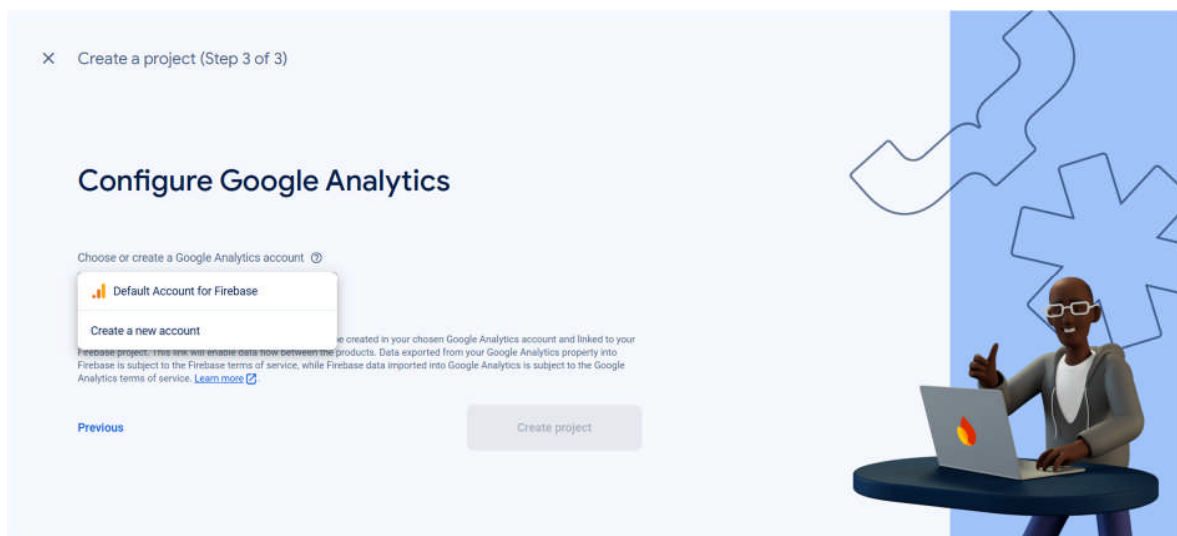 Create a project (Step 3 of 3)
Configure Google Analytics
Choose or create a Google Analytics account
Default Account for Firebase
Create a new account
e created in your chosen Google Analytics account and linked to your
Firebase project. This link will enable data flow between the products. Data exported from your Google Analytics property into
Firebase is subject to the Firebase terms of service, while Firebase data imported into Google Analytics is subject to the Google
Analytics terms of service. Learn more
Previous
Create project